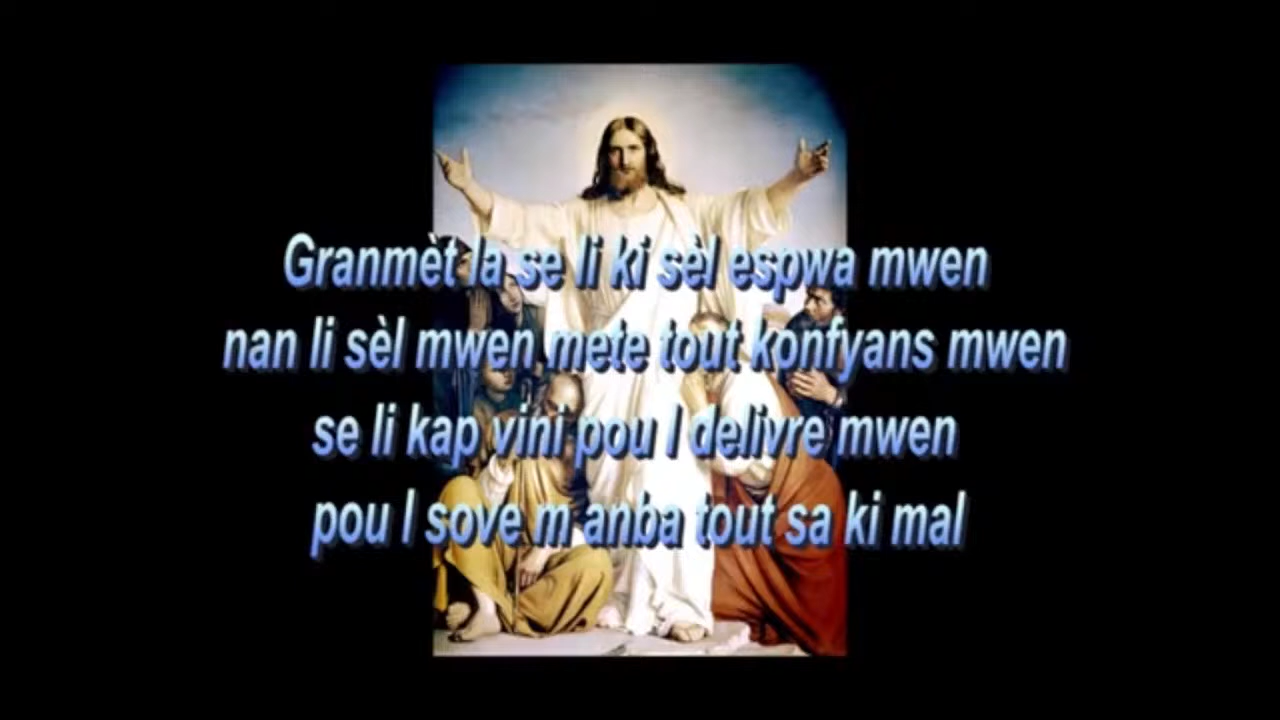 Granmèt la se li ki sèl espwa mwen
nan li sèl mwen mete tout konfyans mwen
se li kap vini pou l delivre mwen
pou l sove m anba tout sa ki mal